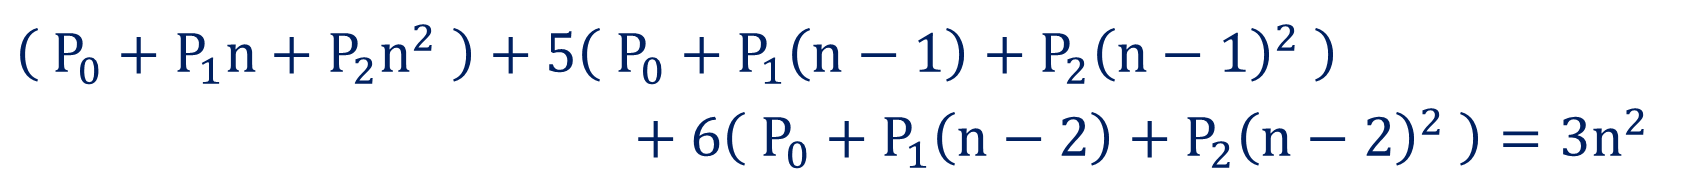 ( P₀ + P₁n + P₂n² ) + 5( P₀ + P₁(n − 1) + P₂(n − 1)² )
+ 6( P₀ + P₁(n − 2) + P₂(n − 2)² ) = 3n²